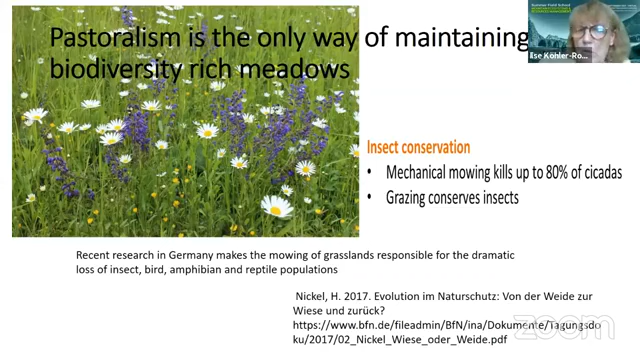 Pastoralism is the only way of maintaining
biodiversity rich meadows
Ilse Köhler-Ro...
Insect conservation
• Mechanical mowing kills up to 80% of cicadas
• Grazing conserves insects
Recent research in Germany makes the mowing of grasslands responsible for the dramatic
loss of insect, bird, amphibian and reptile populations
Nickel, H. 2017. Evolution im Naturschutz: Von der Weide zur
Wiese und zurück?
https://www.bfn.de/fileadmin/BfN/ina/Dokumente/Tagungsdo
ku/2017/02_Nickel_Wiese_oder_Weide.pdf
zoom